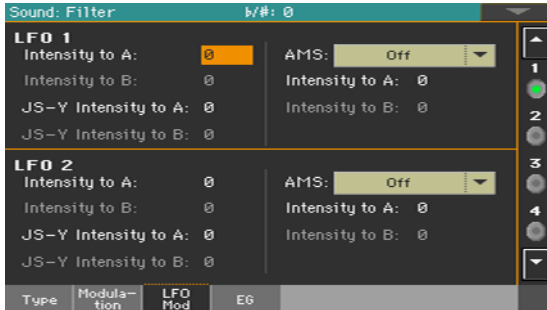 Sound: Filter ♭/#: 0
LFO 1
Intensity to A: 0 AMS: Off
Intensity to B: 0 Intensity to A: 0
JS-Y Intensity to A: 0 Intensity to B: 0
JS-Y Intensity to B: 0
1
2
LFO 2
Intensity to A: 0 AMS: Off
Intensity to B: 0 Intensity to A: 0
JS-Y Intensity to A: 0 Intensity to B: 0
JS-Y Intensity to B: 0
3
4
Type
Modula-
tion
LFO
Mod
EG